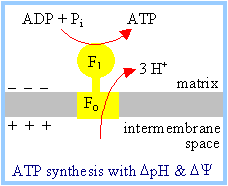 ADP + Pi ATP
F1
3 H+
matrix
– – –
Fo
+ + +
intermembrane
space
ATP synthesis with ΔpH & ΔΨ